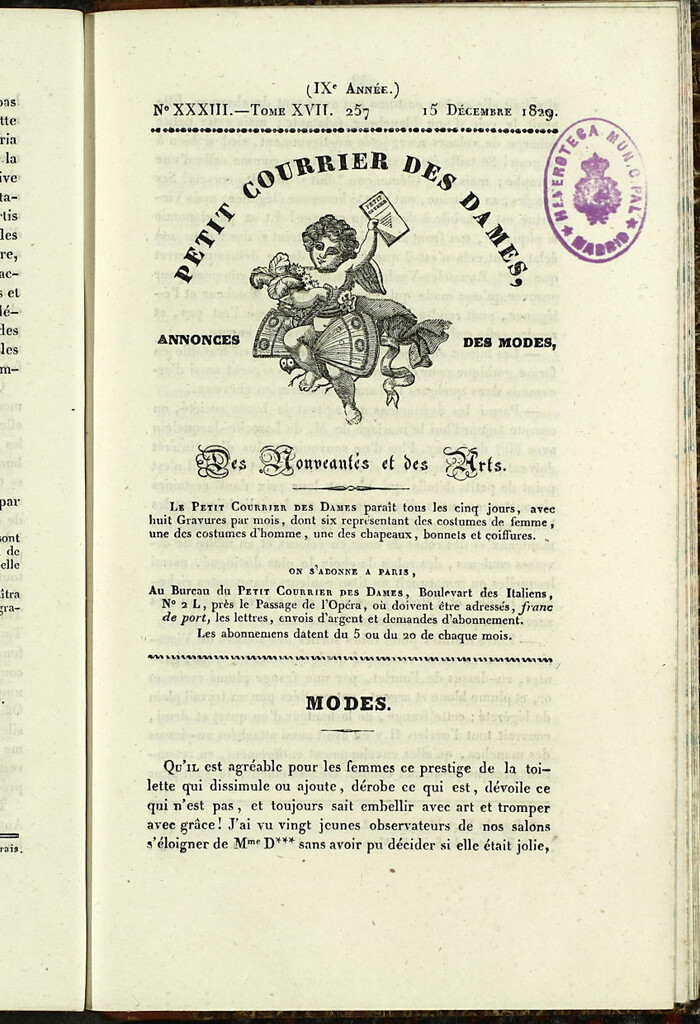 (IXe Année.)
No XXXIII.—Tome XVII. 257 15 Décembre 1829.
PETIT COURRIER DES DAMES,
ANNONCES DES MODES,
Des Nouveautés et des Arts.
Le Petit Courrier des Dames paraît tous les cinq jours, avec
huit Gravures par mois, dont six représentant des costumes de femme,
une des costumes d'homme, une des chapeaux, bonnets et coiffures.
ON S'ABONNE A PARIS,
Au Bureau du Petit Courrier des Dames, Boulevart des Italiens,
No 2 L, près le Passage de l'Opéra, où doivent être adressés, franc
de port, les lettres, envois d'argent et demandes d'abonnement.
Les abonnemens datent du 5 ou du 20 de chaque mois.
MODES.
Qu'il est agréable pour les femmes ce prestige de la toi-
lette qui dissimule ou ajoute, dérobe ce qui est, dévoile ce
qui n'est pas, et toujours sait embellir avec art et tromper
avec grâce! J'ai vu vingt jeunes observateurs de nos salons
s'éloigner de Mme D*** sans avoir pu décider si elle était jolie,
HEMEROTECA MUNICIPAL
MADRID